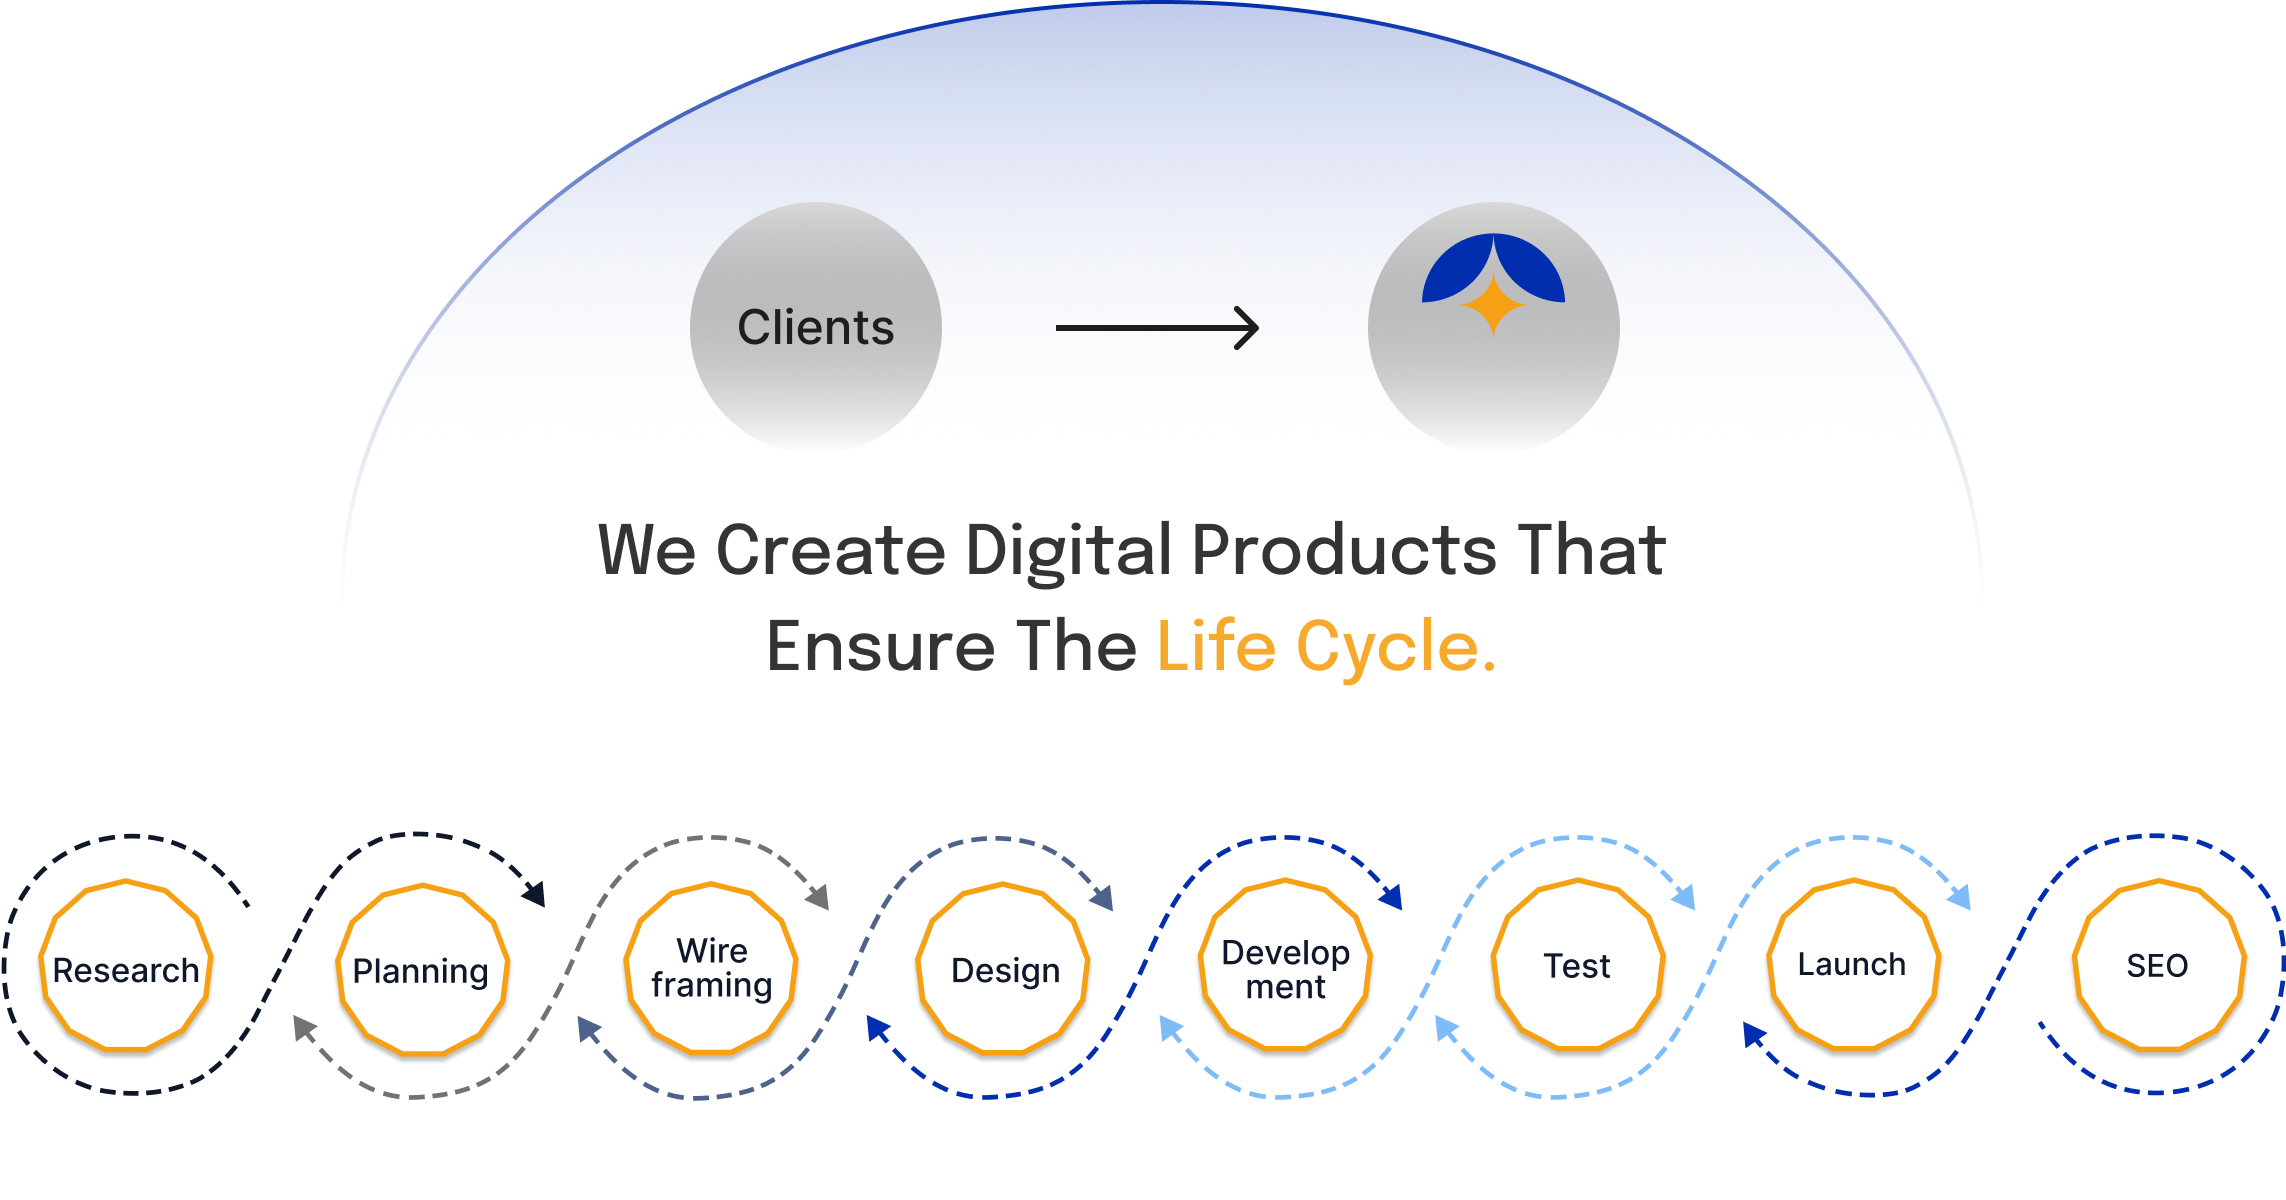 Clients
We Create Digital Products That
Ensure The Life Cycle.
Research
Planning
Wire
framing
Design
Develop
ment
Test
Launch
SEO